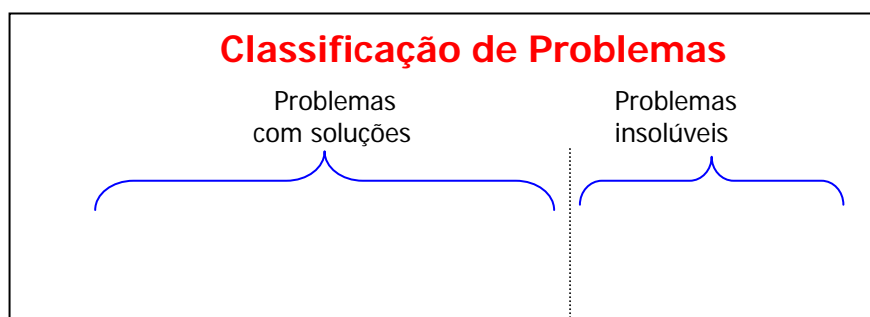 Classificação de Problemas
Problemas
com soluções
Problemas
insolúveis